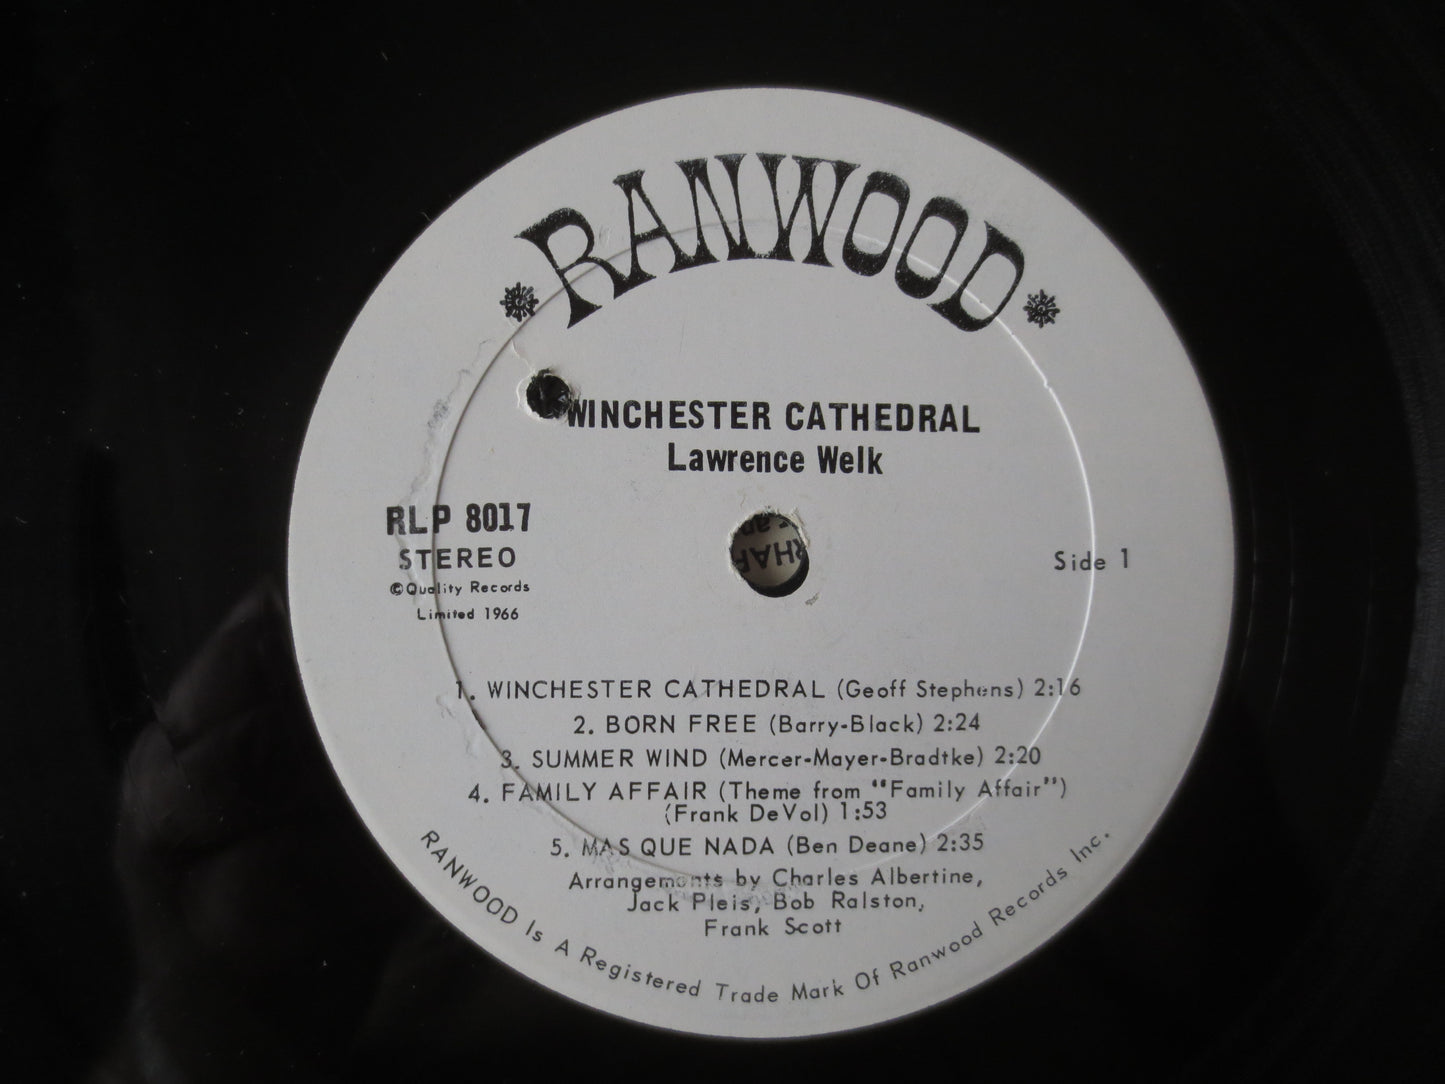 RANWOOD
WINCHESTER CATHEDRAL
Lawrence Welk
RLP 8017
STEREO
©Quality Records
Limited 1966
Side 1
1. WINCHESTER CATHEDRAL (Geoff Stephens) 2:16
2. BORN FREE (Barry-Black) 2:24
3. SUMMER WIND (Mercer-Mayer-Bradtke) 2:20
4. FAMILY AFFAIR (Theme from "Family Affair")
(Frank DeVol) 1:53
5. MAS QUE NADA (Ben Deane) 2:35
Arrangements by Charles Albertine,
Jack Pleis, Bob Ralston,
Frank Scott
RANWOOD Is A Registered Trade Mark Of Ranwood Records Inc.